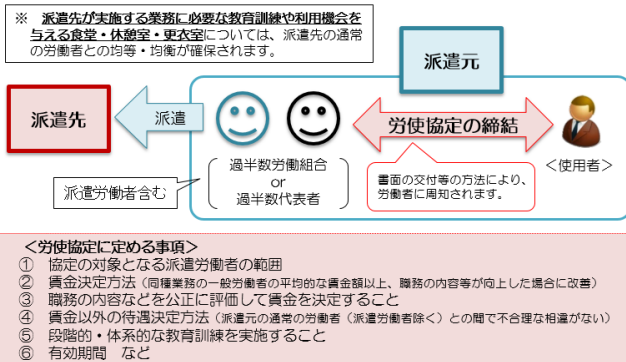 ※ 派遣先が実施する業務に必要な教育訓練や利用機会を
与える食堂・休憩室・更衣室については、派遣先の通常
の労働者との均等・均衡が確保されます。
派遣元
派遣先
派遣
労使協定の締結
過半数労働組合
or
過半数代表者
<使用者>
派遣労働者含む
書面の交付等の方法により、
労働者に周知されます。
<労使協定に定める事項>
① 協定の対象となる派遣労働者の範囲
② 賃金決定方法（同種業務の一般労働者の平均的な賃金額以上、職務の内容等が向上した場合に改善）
③ 職務の内容などを公正に評価して賃金を決定すること
④ 賃金以外の待遇決定方法（派遣元の通常の労働者（派遣労働者除く）との間で不合理な相違がない）
⑤ 段階的・体系的な教育訓練を実施すること
⑥ 有効期間 など